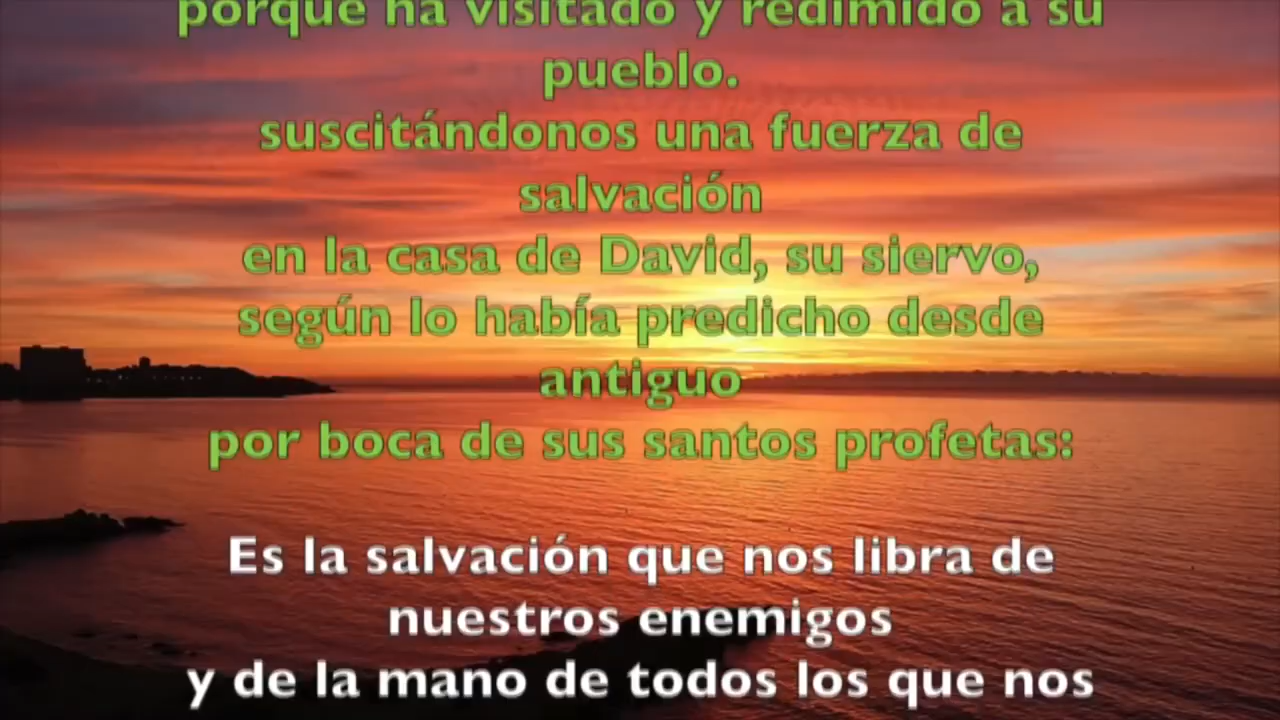 porque ha visitado y redimido a su
pueblo.
suscitándonos una fuerza de
salvación
en la casa de David, su siervo,
según lo había predicho desde
antiguo
por boca de sus santos profetas:
Es la salvación que nos libra de
nuestros enemigos
y de la mano de todos los que nos